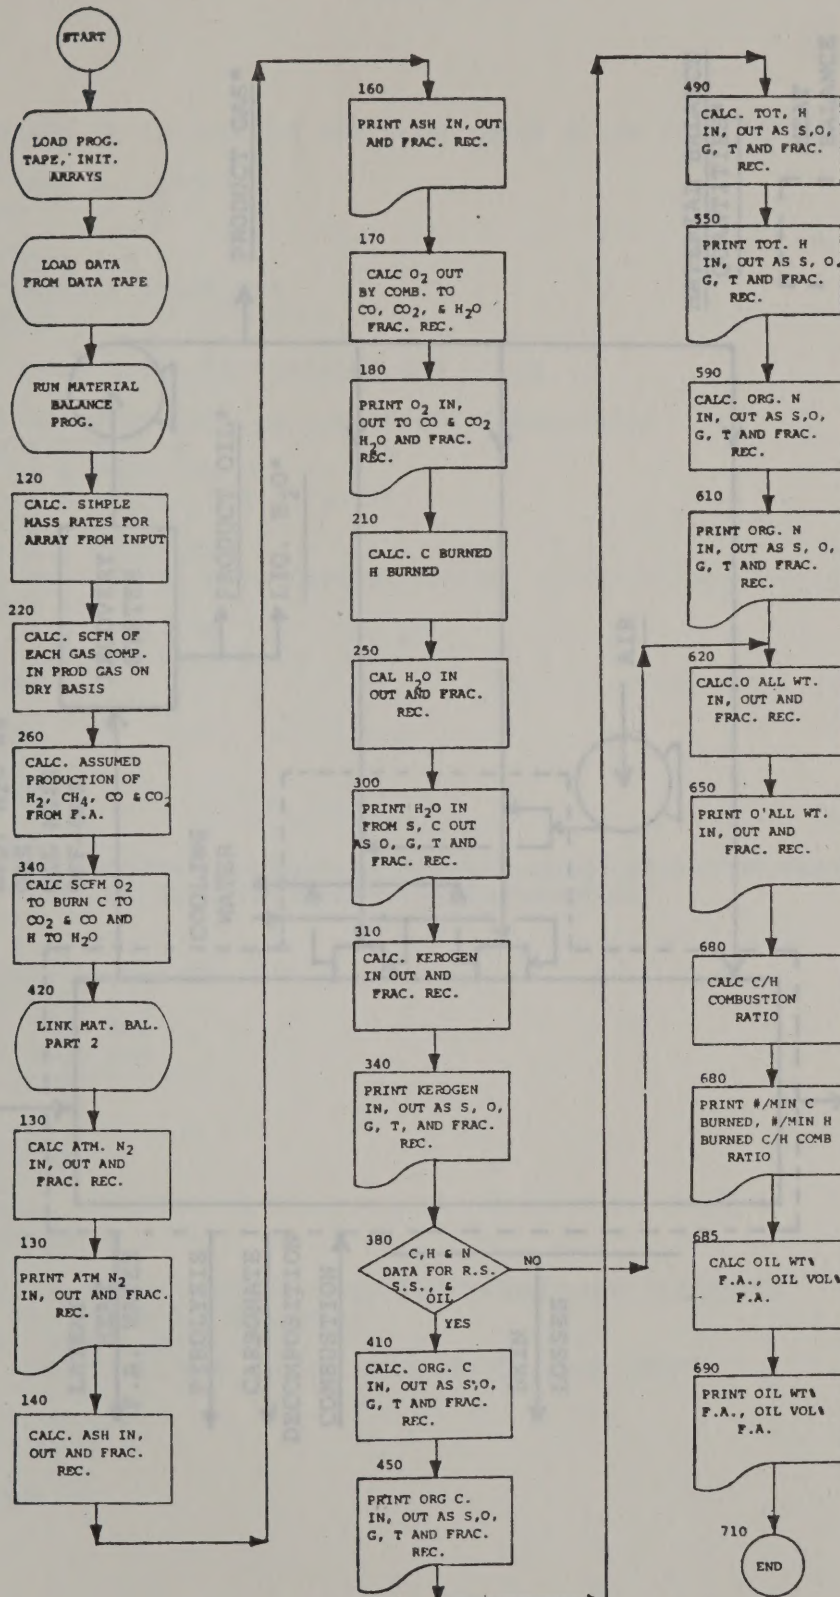 START
LOAD PROG.
TAPE, INIT.
ARRAYS
LOAD DATA
FROM DATA TAPE
RUN MATERIAL
BALANCE
PROG.
120
CALC. SIMPLE
MASS RATES FOR
ARRAY FROM INPUT
220
CALC. SCFM OF
EACH GAS COMP.
IN PROD GAS ON
DRY BASIS
260
CALC. ASSUMED
PRODUCTION OF
H₂, CH₄, CO & CO₂
FROM F.A.
340
CALC SCFM O₂
TO BURN C TO
CO₂ & CO AND
H TO H₂O
420
LINK MAT. BAL.
PART 2
130
CALC ATM. N₂
IN, OUT AND
FRAC. REC.
130
PRINT ATM N₂
IN, OUT AND FRAC.
REC.
140
CALC. ASH IN,
OUT AND FRAC.
REC.
160
PRINT ASH IN, OUT
AND FRAC. REC.
170
CALC O₂ OUT
BY COMB. TO
CO, CO₂, & H₂O
FRAC. REC.
180
PRINT O₂ IN,
OUT TO CO & CO₂
H₂O AND FRAC.
REC.
210
CALC. C BURNED
H BURNED
250
CAL H₂O IN
OUT AND FRAC.
REC.
300
PRINT H₂O IN
FROM S, C OUT
AS O, G, T AND
FRAC. REC.
310
CALC. KEROGEN
IN OUT AND
FRAC. REC.
340
PRINT KEROGEN
IN, OUT AS S, O,
G, T, AND FRAC.
REC.
380
C,H & N
DATA FOR R.S.
S.S., &
OIL
NO
YES
410
CALC. ORG. C
IN, OUT AS S,O,
G, T AND FRAC.
REC.
450
PRINT ORG C.
IN, OUT AS S,O,
G, T AND FRAC.
REC.
490
CALC. TOT, H
IN, OUT AS S,O,
G, T AND FRAC.
REC.
550
PRINT TOT. H
IN, OUT AS S, O,
G, T AND FRAC.
REC.
590
CALC. ORG. N
IN, OUT AS S,O,
G, T AND FRAC.
REC.
610
PRINT ORG. N
IN, OUT AS S, O,
G, T AND FRAC.
REC.
620
CALC.O ALL WT.
IN, OUT AND
FRAC. REC.
650
PRINT O'ALL WT.
IN, OUT AND
FRAC. REC.
680
CALC C/H
COMBUSTION
RATIO
680
PRINT #/MIN C
BURNED, #/MIN H
BURNED C/H COMB
RATIO
685
CALC OIL WT%
F.A., OIL VOL%
F.A.
690
PRINT OIL WT%
F.A., OIL VOL%
F.A.
710
END
PRODUCT GAS*
PRODUCT OIL*
LIQ. H₂O*
AIR
COOLING
WATER
PYROLYSIS
CARBONATE
DECOMPOSITION
COMBUSTION
LOSSES